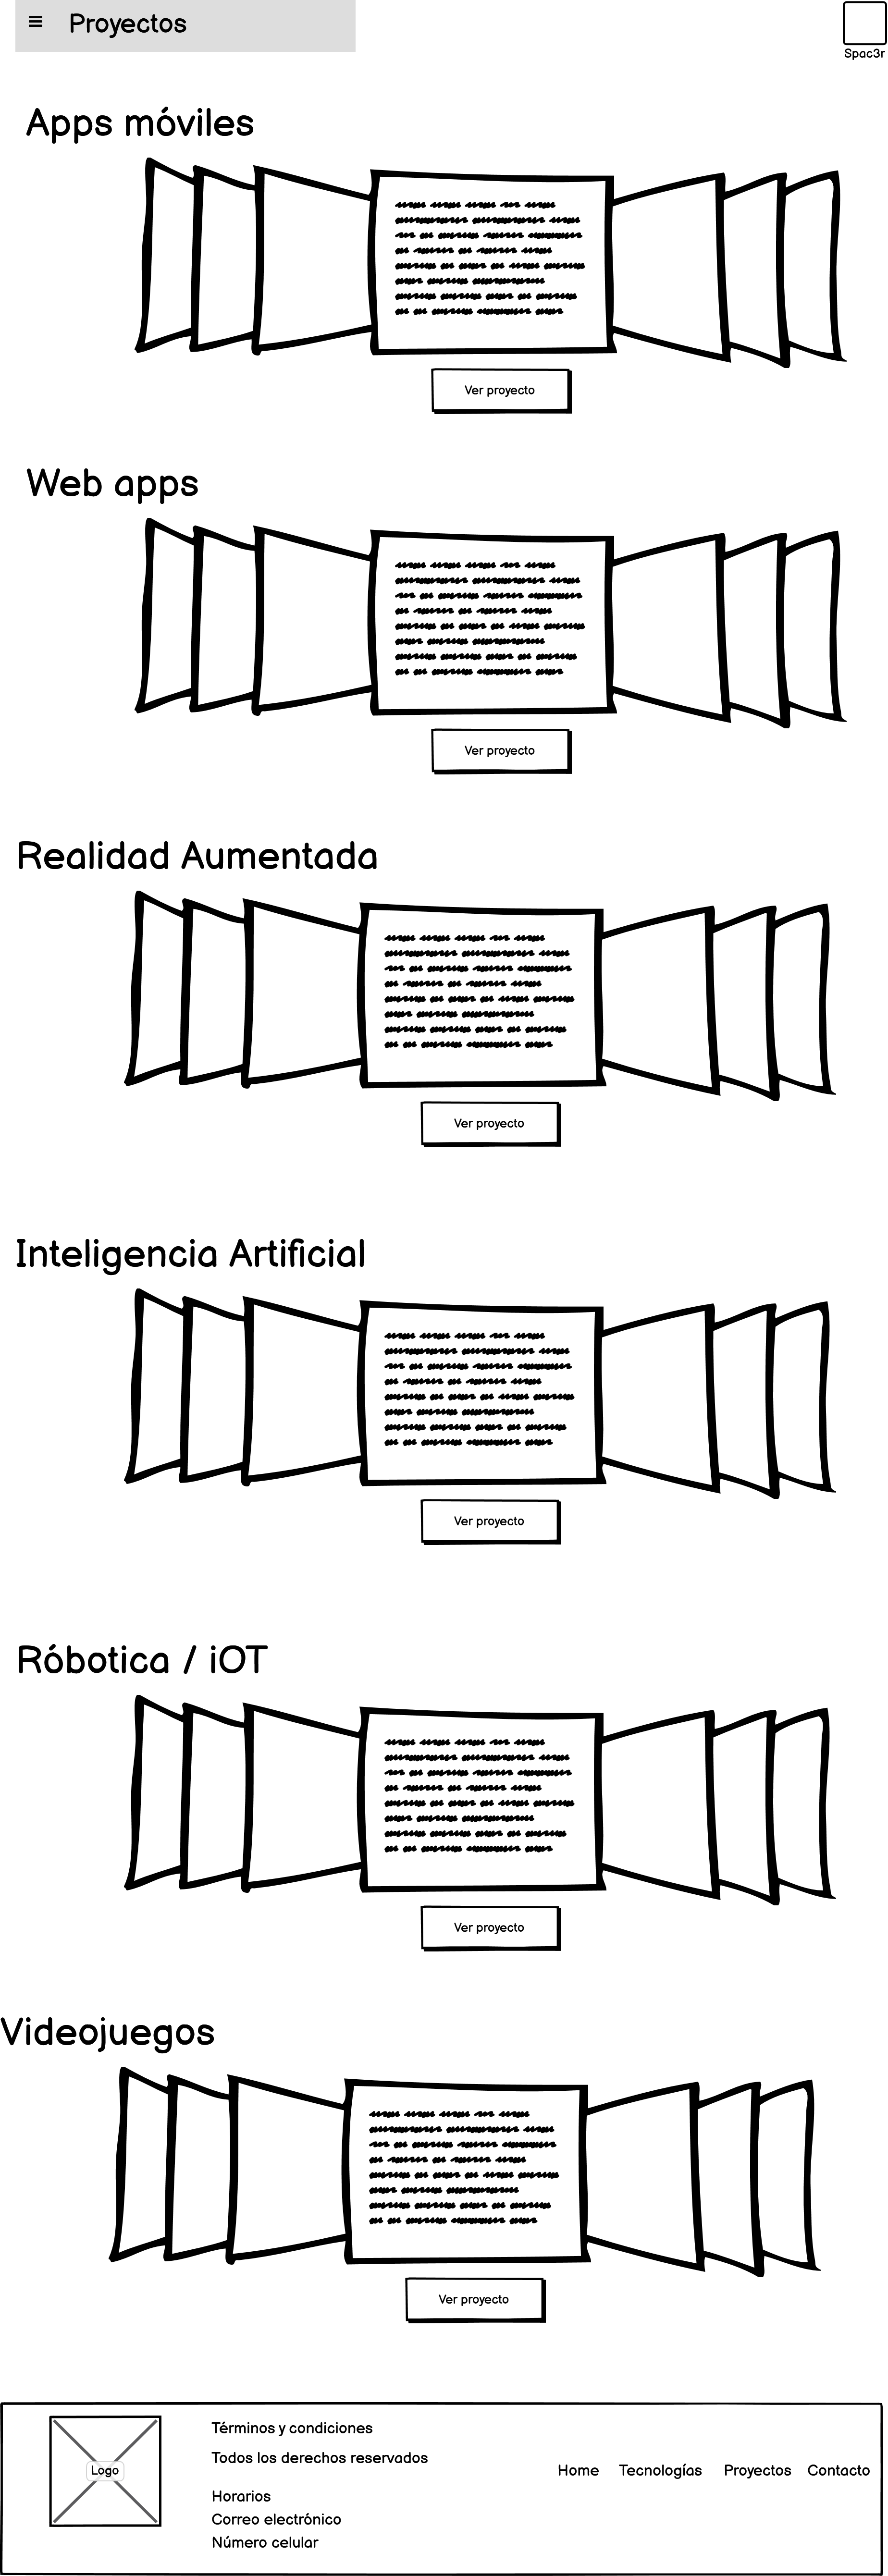 Proyectos
Spac3r
Apps móviles
Ver proyecto
Web apps
Ver proyecto
Realidad Aumentada
Ver proyecto
Inteligencia Artificial
Ver proyecto
Róbotica / iOT
Ver proyecto
Videojuegos
Ver proyecto
Logo
Términos y condiciones
Todos los derechos reservados
Horarios
Correo electrónico
Número celular
Home Tecnologías Proyectos Contacto